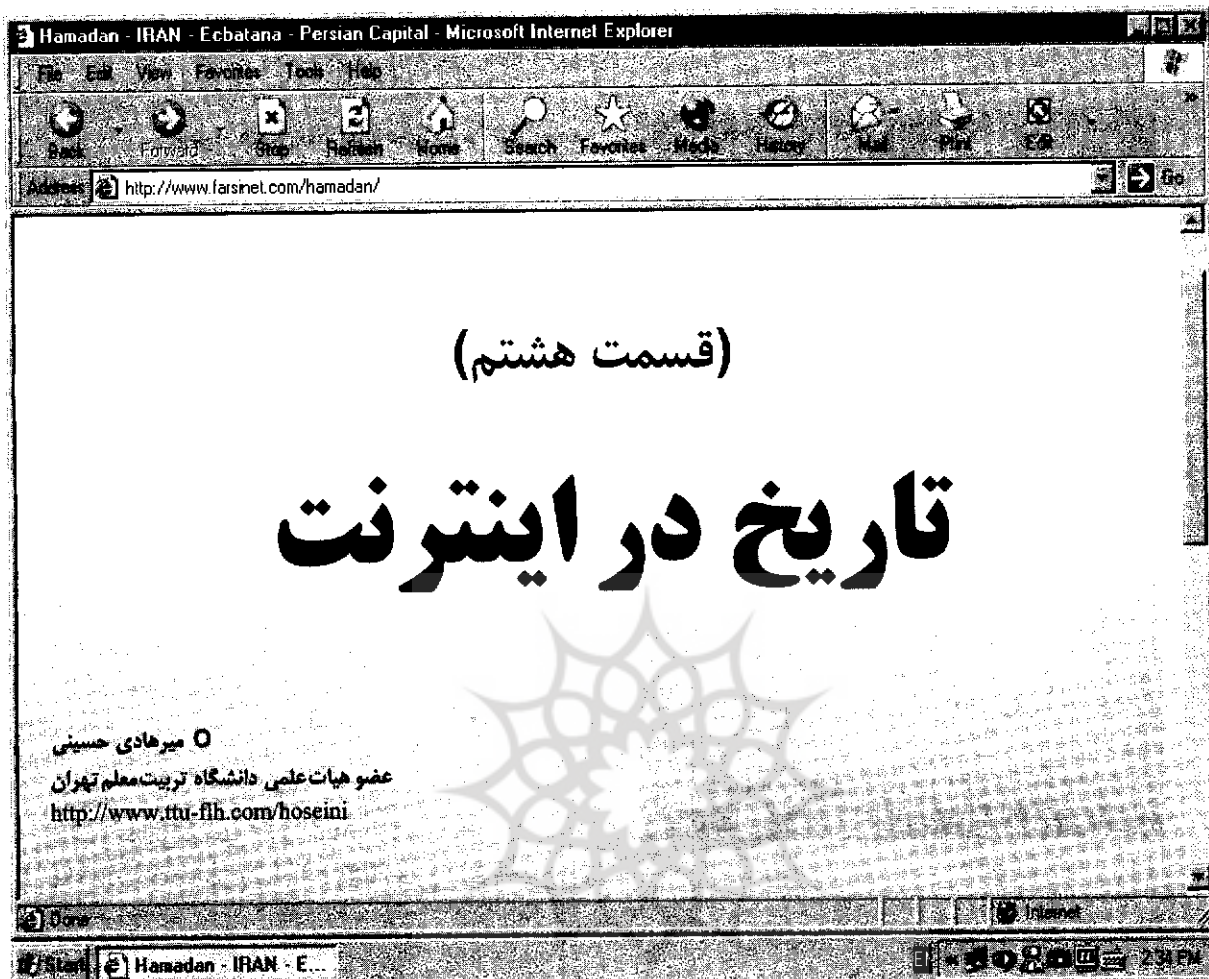 Hamadan - IRAN - Ecbatana - Persian Capital - Microsoft Internet Explorer
File Edit View Favorites Tools Help
Back Forward Stop Refresh Home Search Favorites Media History Mail Print Edit
Address http://www.farsinet.com/hamadan/ Go
(قسمت هشتم)
تاریخ در اینترنت
میرهادی حسینی
عضو هیات علمی دانشگاه تربیت‌معلم تهران
http://www.ttu-flh.com/hoseini
Done Internet
Start Hamadan - IRAN - E... 2:34 PM